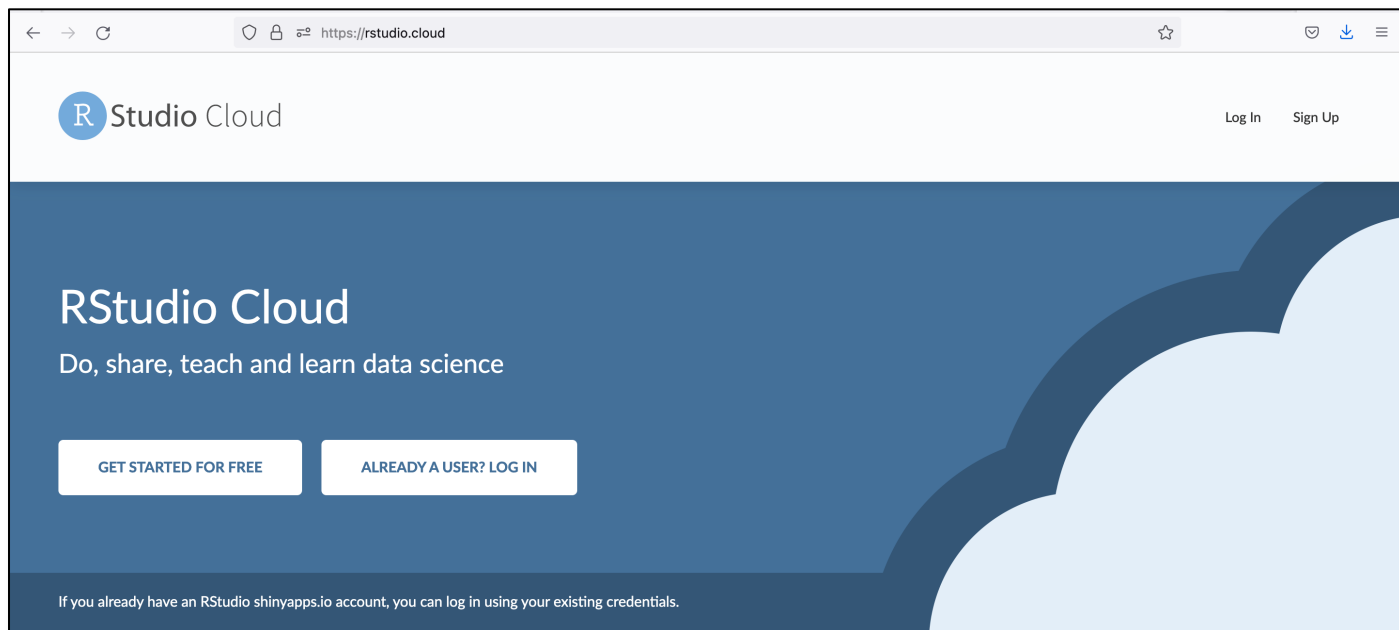 https://rstudio.cloud
R Studio Cloud
Log In
Sign Up
RStudio Cloud
Do, share, teach and learn data science
GET STARTED FOR FREE
ALREADY A USER? LOG IN
If you already have an RStudio shinyapps.io account, you can log in using your existing credentials.